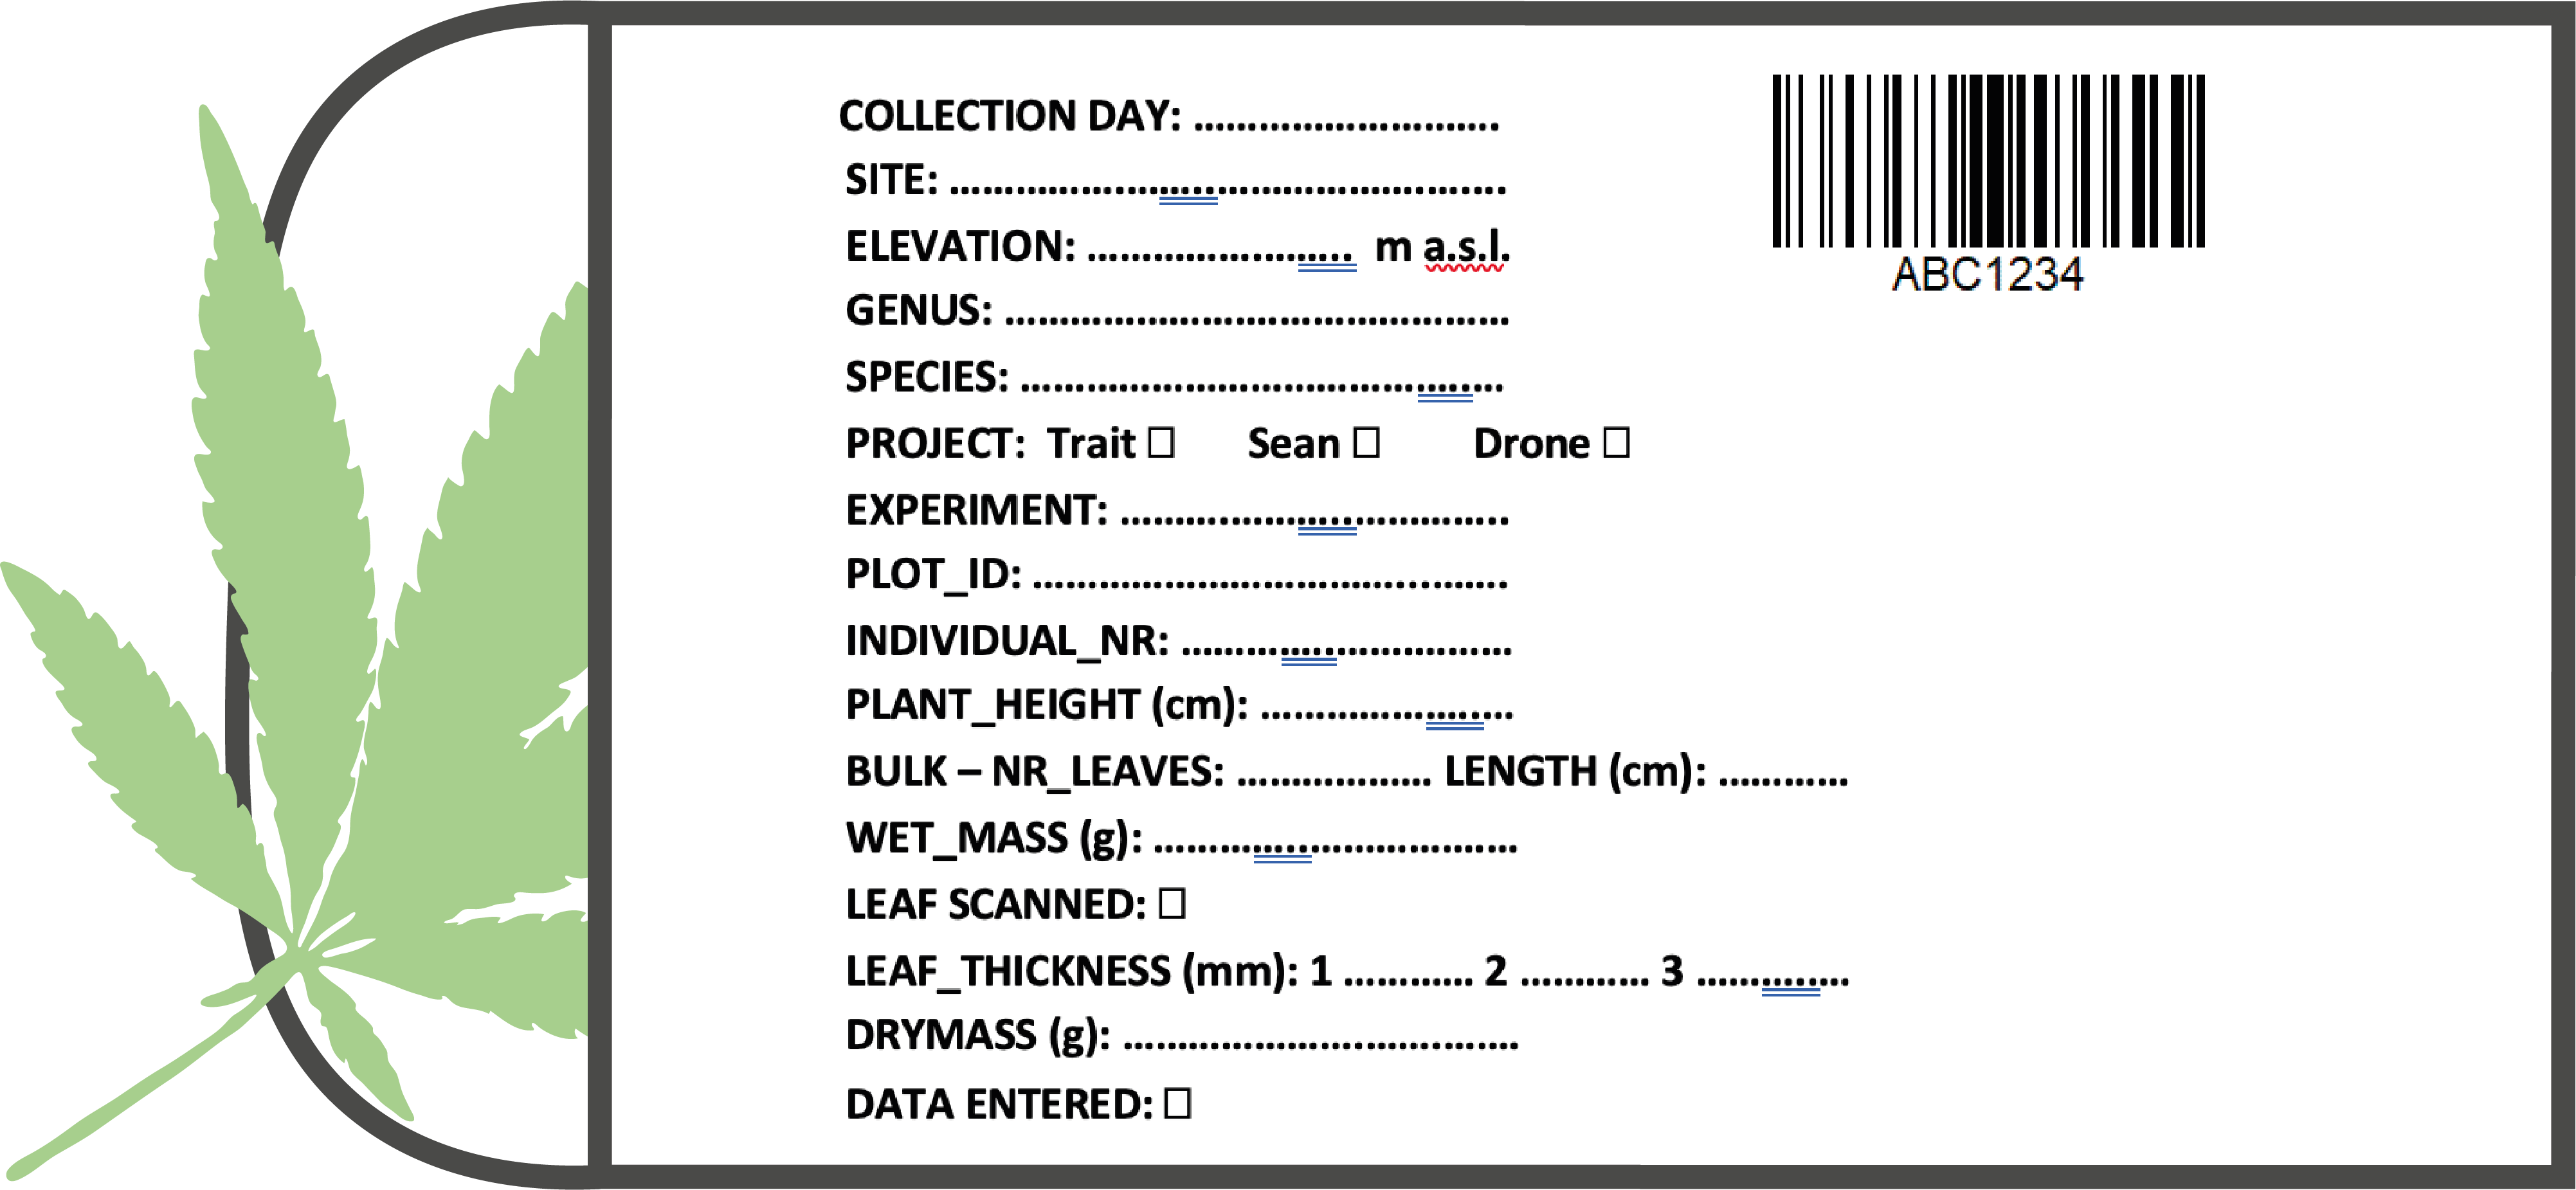 COLLECTION DAY: ............................
SITE: ...................................................
ELEVATION: ........................ m a.s.l.
GENUS: ..............................................
SPECIES: ............................................
PROJECT: Trait ☐ Sean ☐ Drone ☐
EXPERIMENT: ...................................
PLOT_ID: ...........................................
INDIVIDUAL_NR: ..............................
PLANT_HEIGHT (cm): .......................
BULK – NR_LEAVES: .................. LENGTH (cm): ............
WET_MASS (g): .................................
LEAF SCANNED: ☐
LEAF_THICKNESS (mm): 1 ............ 2 ............ 3 ..............
DRYMASS (g): ....................................
DATA ENTERED: ☐
ABC1234